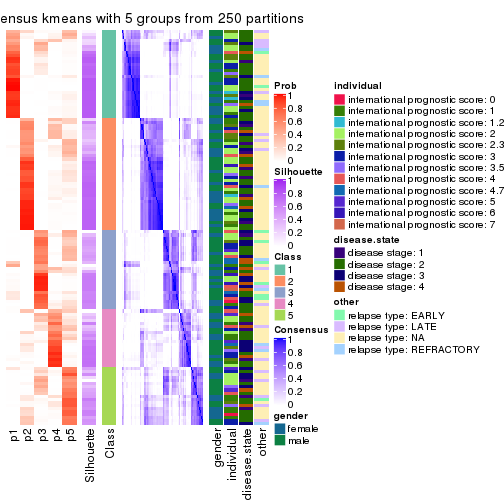 ensus kmeans with 5 groups from 250 partitions
p1
p2
p3
p4
p5
Silhouette
Class
gender
individual
disease.state
other
Prob
1
0.8
0.6
0.4
0.2
0
Silhouette
1
0.8
0.6
0.4
0.2
0
Class
1
2
3
4
5
Consensus
1
0.8
0.6
0.4
0.2
0
gender
female
male
individual
international prognostic score: 0
international prognostic score: 1
international prognostic score: 1.2
international prognostic score: 2
international prognostic score: 2.3
international prognostic score: 3
international prognostic score: 3.5
international prognostic score: 4
international prognostic score: 4.7
international prognostic score: 5
international prognostic score: 6
international prognostic score: 7
disease.state
disease stage: 1
disease stage: 2
disease stage: 3
disease stage: 4
other
relapse type: EARLY
relapse type: LATE
relapse type: NA
relapse type: REFRACTORY